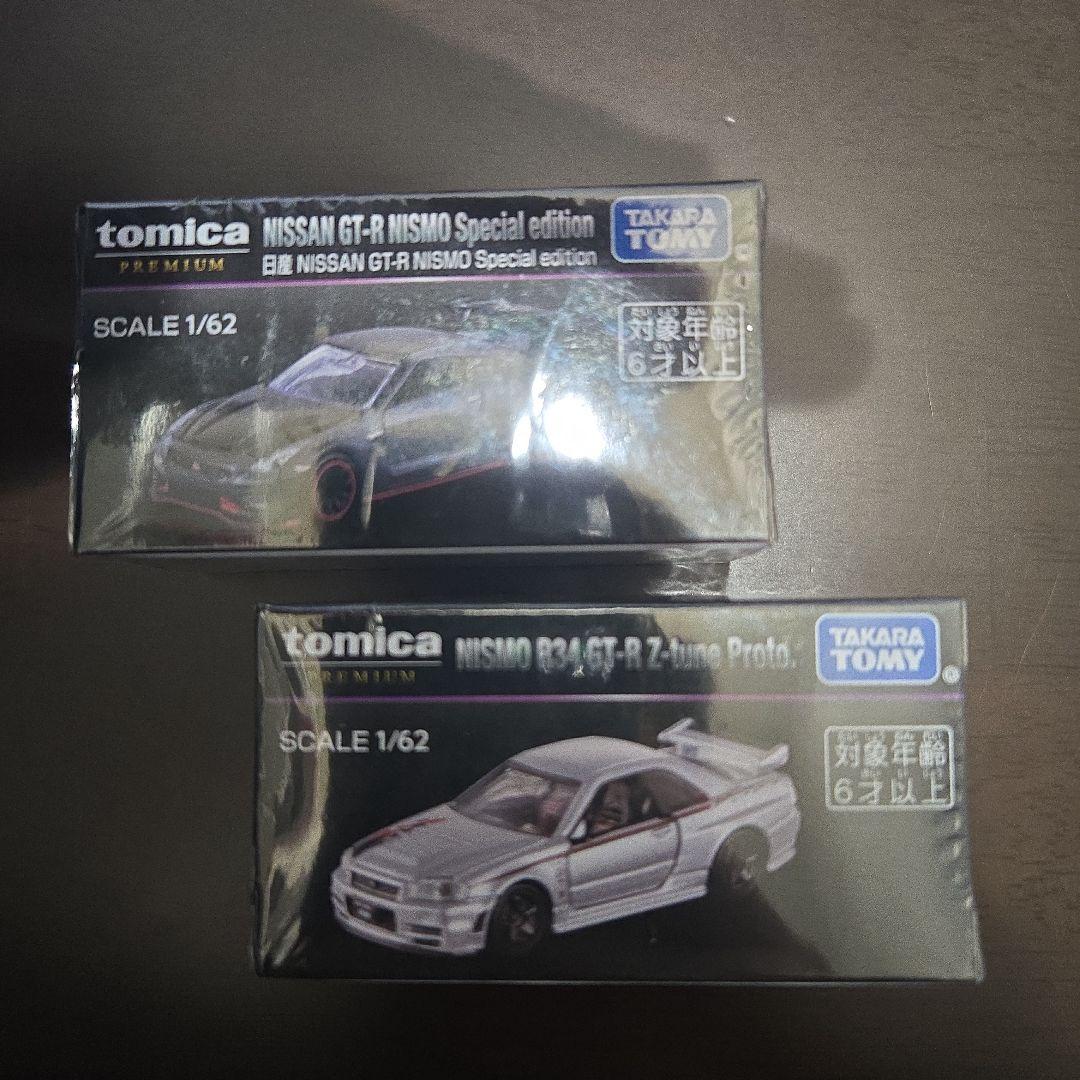 tomica
PREMIUM
NISSAN GT-R NISMO Special edition
日産 NISSAN GT-R NISMO Special edition
TAKARA
TOMY
SCALE 1/62
対象年齢
6才以上
tomica
PREMIUM
NISMO R34 GT-R Z-tune Proto.
TAKARA
TOMY
SCALE 1/62
対象年齢
6才以上